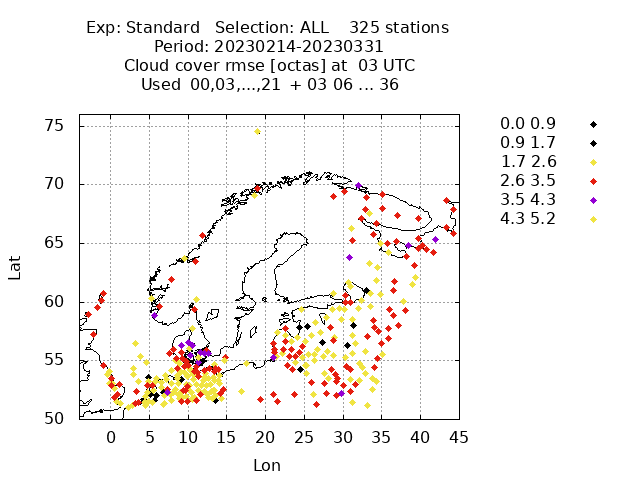 Exp: Standard   Selection: ALL    325 stations
Period: 20230214-20230331
Cloud cover rmse [octas] at  03 UTC
Used  00,03,...,21  + 03 06 ... 36
75
70
65
60
55
50
Lat
0 5 10 15 20 25 30 35 40 45
Lon
0.0 0.9
0.9 1.7
1.7 2.6
2.6 3.5
3.5 4.3
4.3 5.2